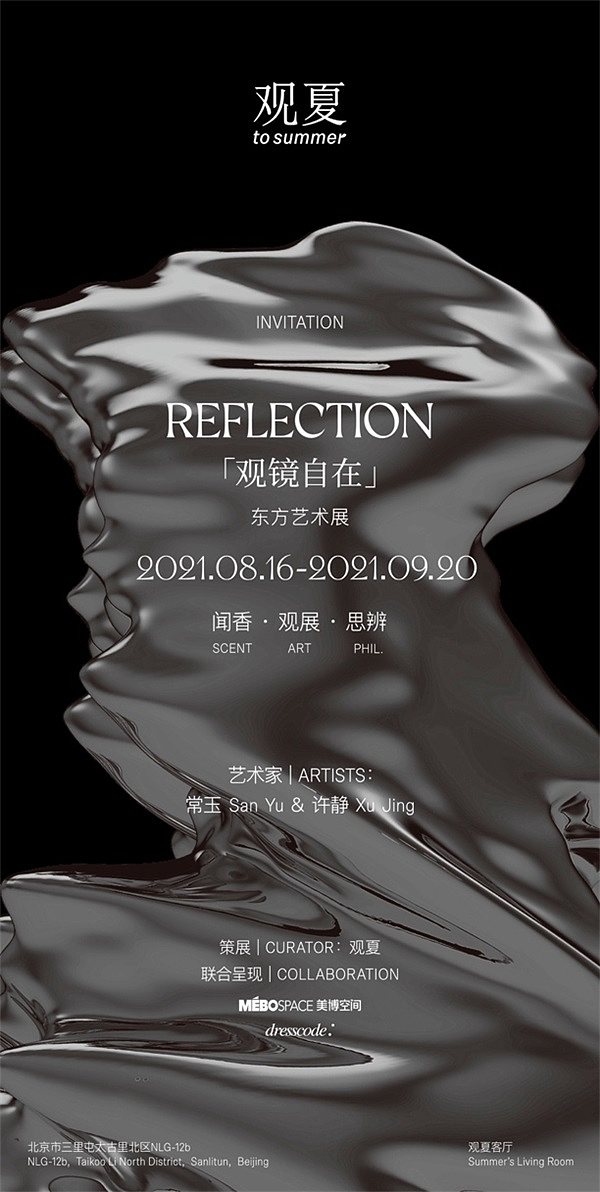 观夏
to summer
INVITATION
REFLECTION
「观镜自在」
东方艺术展
2021.08.16-2021.09.20
闻香 · 观展 · 思辨
SCENT ART PHIL.
艺术家 | ARTISTS:
常玉 San Yu & 许静 Xu Jing
策展 | CURATOR: 观夏
联合呈现 | COLLABORATION
MÉBOSPACE 美博空间
dresscode:
北京市三里屯太古里北区NLG-12b
NLG-12b, Taikoo Li North District, Sanlitun, Beijing
观夏客厅
Summer's Living Room